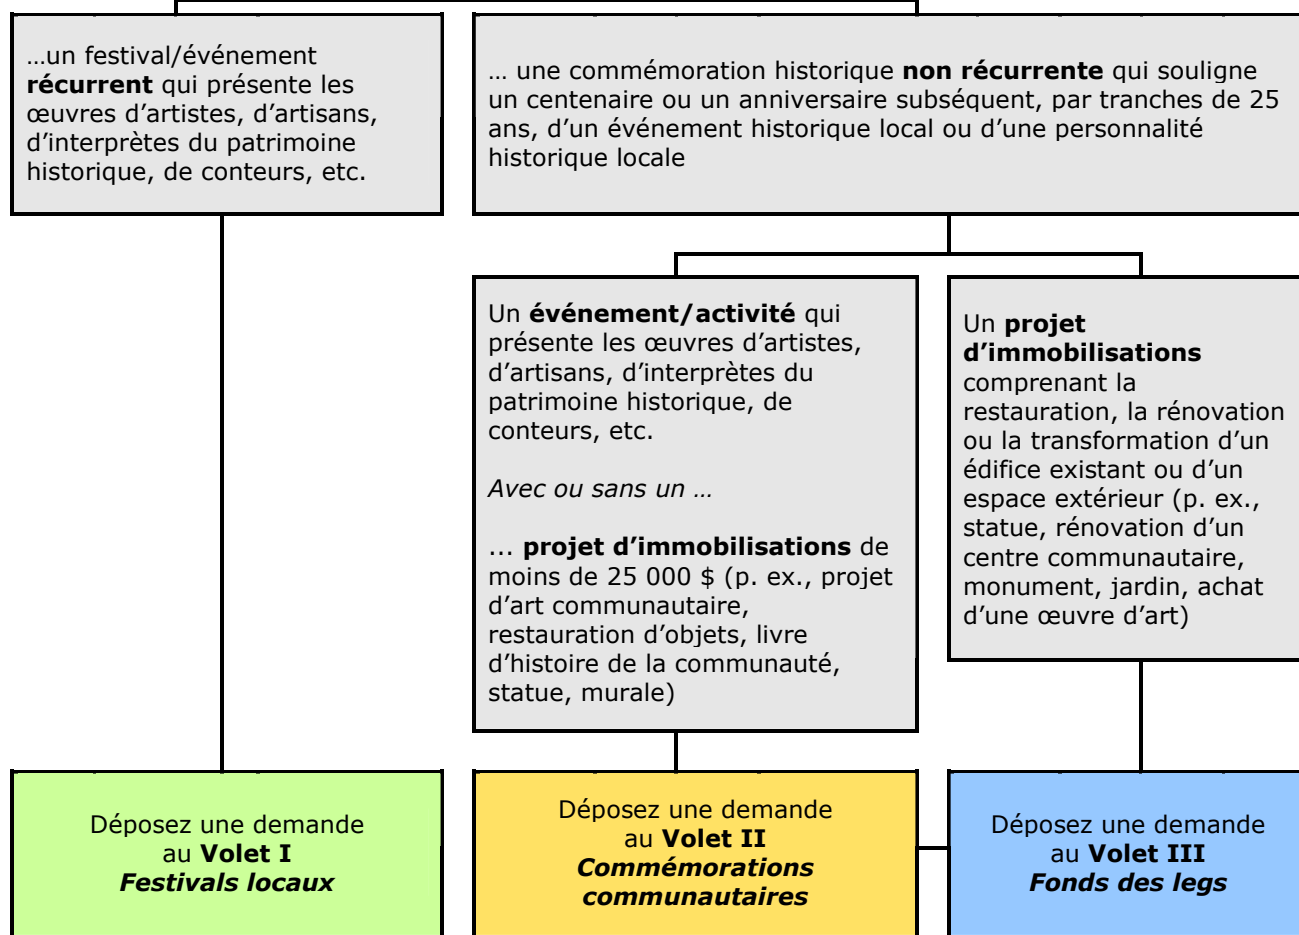 …un festival/événement
récurrent qui présente les
œuvres d’artistes, d’artisans,
d’interprètes du patrimoine
historique, de conteurs, etc.
… une commémoration historique non récurrente qui souligne
un centenaire ou un anniversaire subséquent, par tranches de 25
ans, d’un événement historique local ou d’une personnalité
historique locale
Un événement/activité qui
présente les œuvres d’artistes,
d’artisans, d’interprètes du
patrimoine historique, de
conteurs, etc.
Avec ou sans un …
… projet d’immobilisations de
moins de 25 000 $ (p. ex., projet
d’art communautaire,
restauration d’objets, livre
d’histoire de la communauté,
statue, murale)
Un projet
d’immobilisations
comprenant la
restauration, la rénovation
ou la transformation d’un
édifice existant ou d’un
espace extérieur (p. ex.,
statue, rénovation d’un
centre communautaire,
monument, jardin, achat
d’une œuvre d’art)
Déposez une demande
au Volet I
Festivals locaux
Déposez une demande
au Volet II
Commémorations
communautaires
Déposez une demande
au Volet III
Fonds des legs